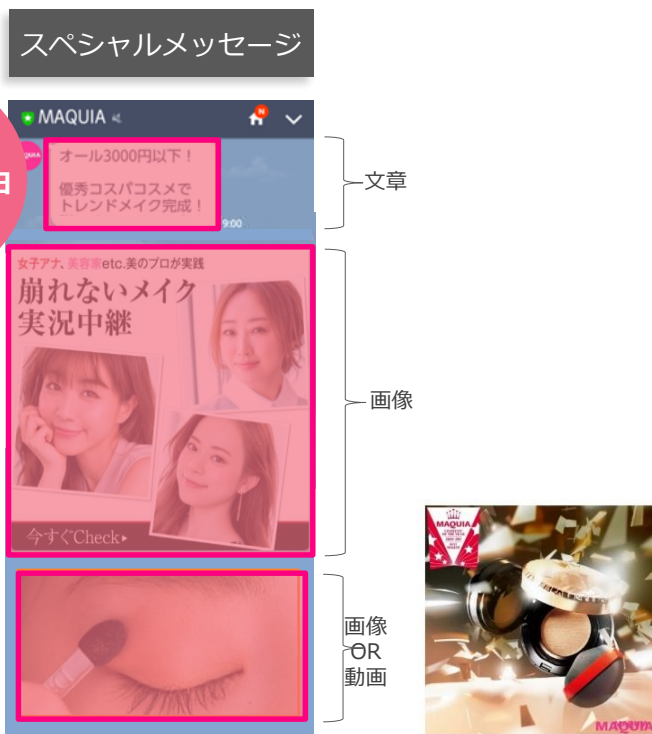 スペシャルメッセージ
MAQUIA
N
オール3000円以下！
優秀コスパコスメで
トレンドメイク完成！
9:00
文章
女子アナ、美容家etc.美のプロが実践
崩れないメイク
実況中継
今すぐCheck
画像
画像
OR
動画
MAQUIA
MAQUIA